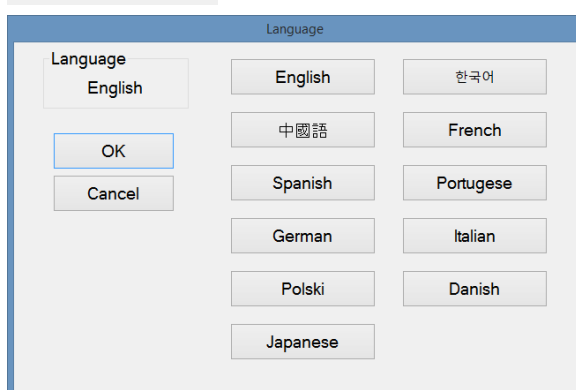 Language
Language
English
OK
Cancel
English
한국어
中國語
French
Spanish
Portugese
German
Italian
Polski
Danish
Japanese